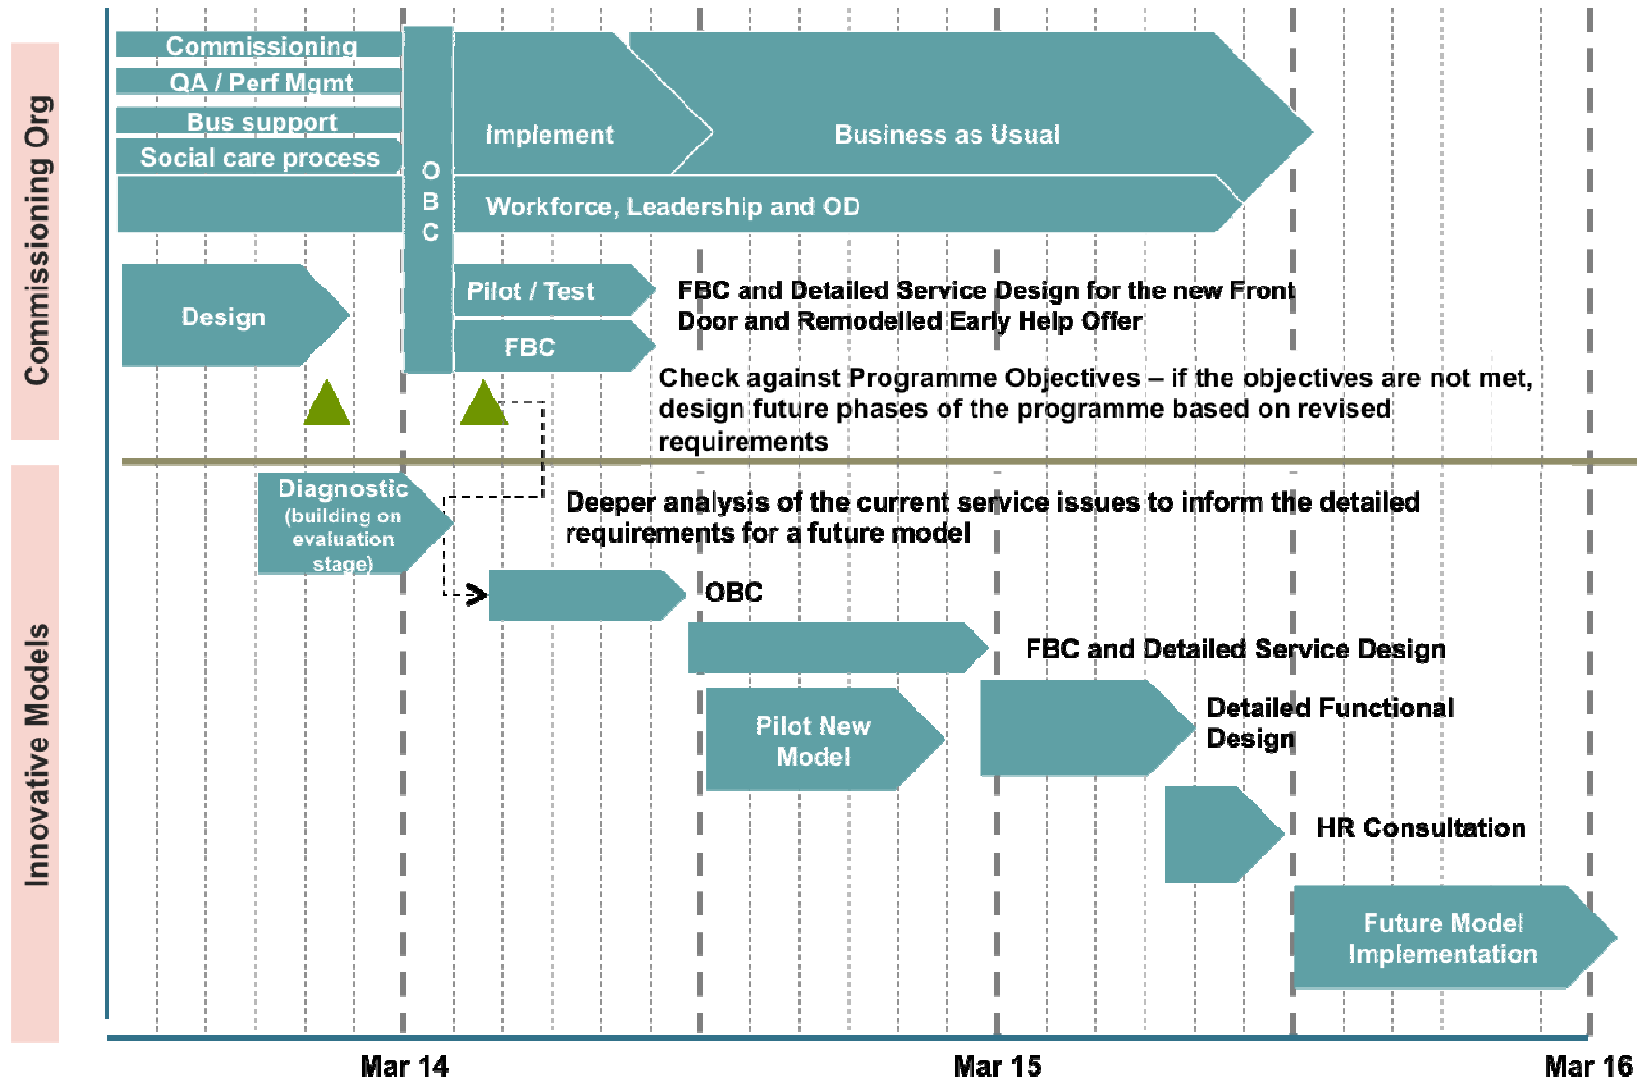 Commissioning Org
Commissioning
QA / Perf Mgmt
Bus support
Social care process
O
B
C
Implement
Business as Usual
Workforce, Leadership and OD
Design
Pilot / Test
FBC
FBC and Detailed Service Design for the new Front
Door and Remodelled Early Help Offer
Check against Programme Objectives – if the objectives are not met,
design future phases of the programme based on revised
requirements
Innovative Models
Diagnostic
(building on
evaluation
stage)
Deeper analysis of the current service issues to inform the detailed
requirements for a future model
OBC
FBC and Detailed Service Design
Pilot New
Model
Detailed Functional
Design
HR Consultation
Future Model
Implementation
Mar 14
Mar 15
Mar 16